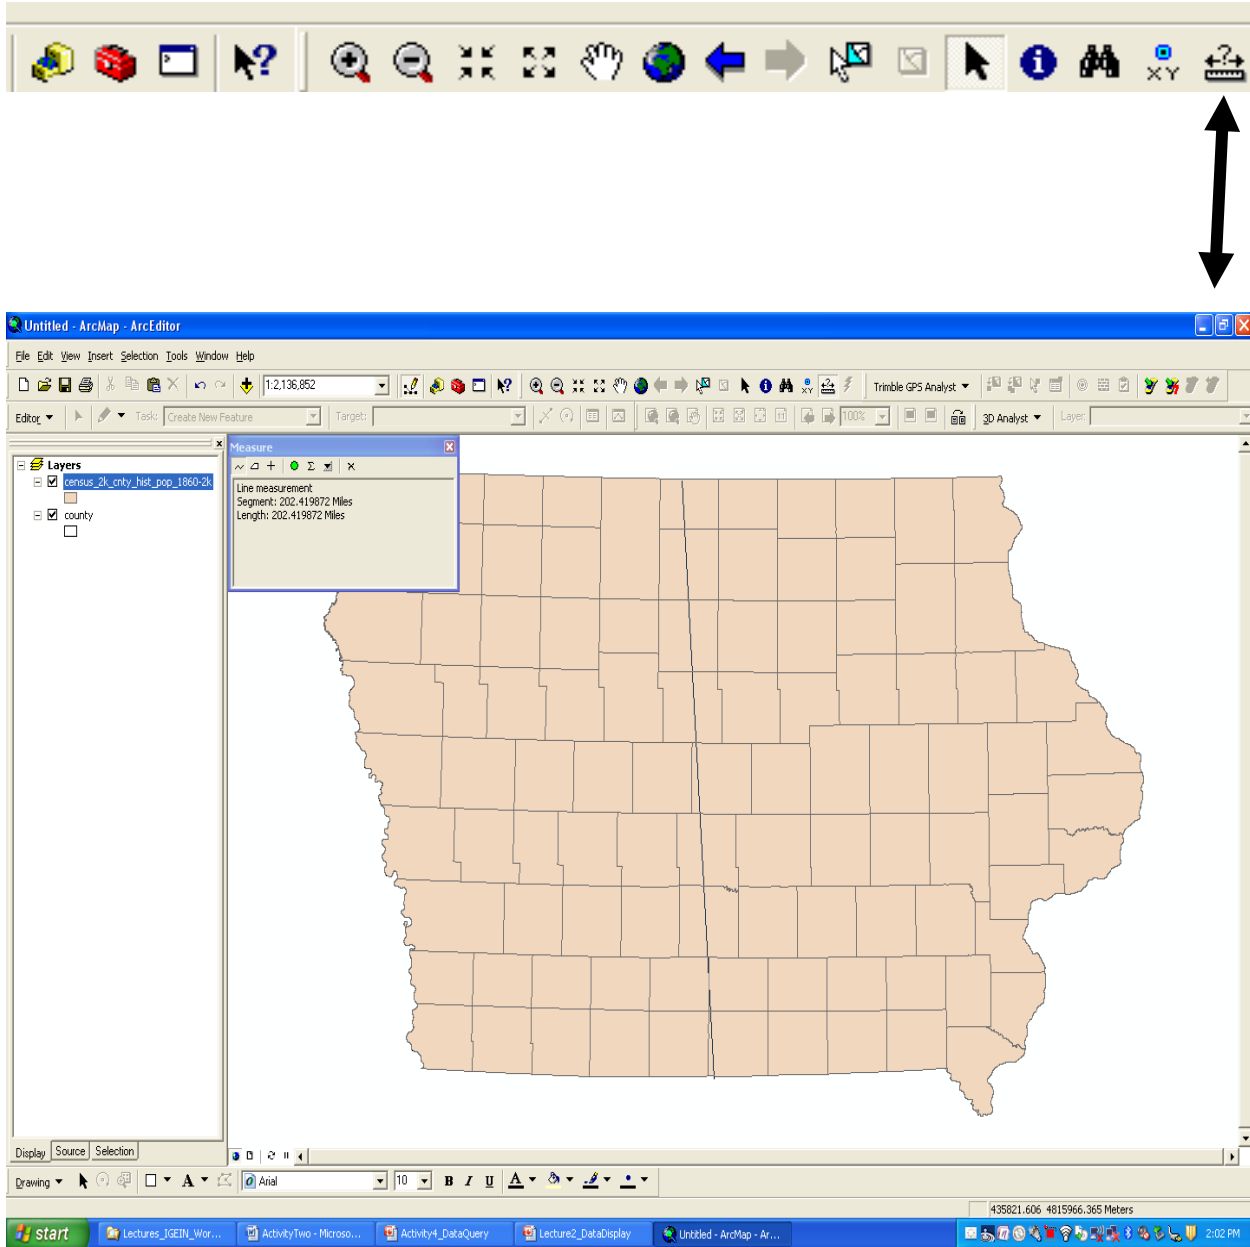 ?
XY
?
Untitled - ArcMap - ArcEditor
File Edit View Insert Selection Tools Window Help
1:2,136,852
Trimble GPS Analyst
Editor
Task: Create New Feature
Target:
100%
3D Analyst
Layer:
Layers
census_2k_cnty_hist_pop_1860-2k
county
Measure
Line measurement
Segment: 202.419872 Miles
Length: 202.419872 Miles
Display Source Selection
Drawing
A
Arial
10
B I U A
435821.606 4815966.365 Meters
start
Lectures_IGEIN_Wor...
ActivityTwo - Microso...
Activity4_DataQuery
Lecture2_DataDisplay
Untitled - ArcMap - Ar...
2:02 PM